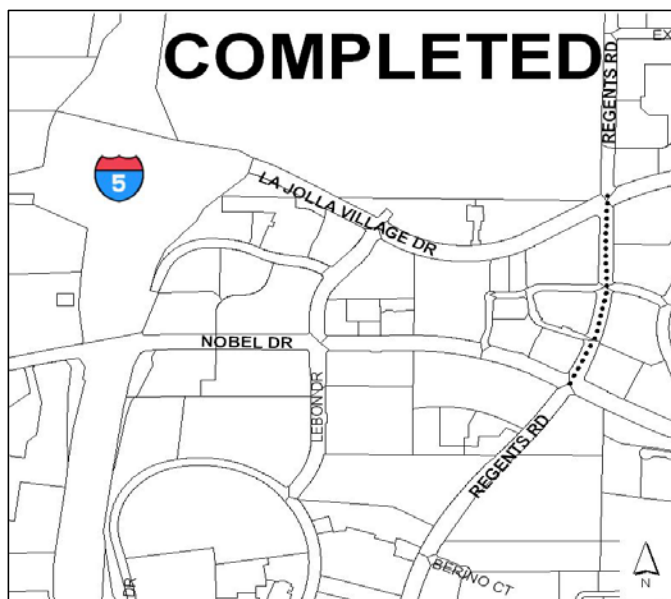 COMPLETED
REGENTS RD
EX
5
LA JOLLA VILLAGE DR
NOBEL DR
LEBON DR
REGENTS RD
BERINO CT
DR
N